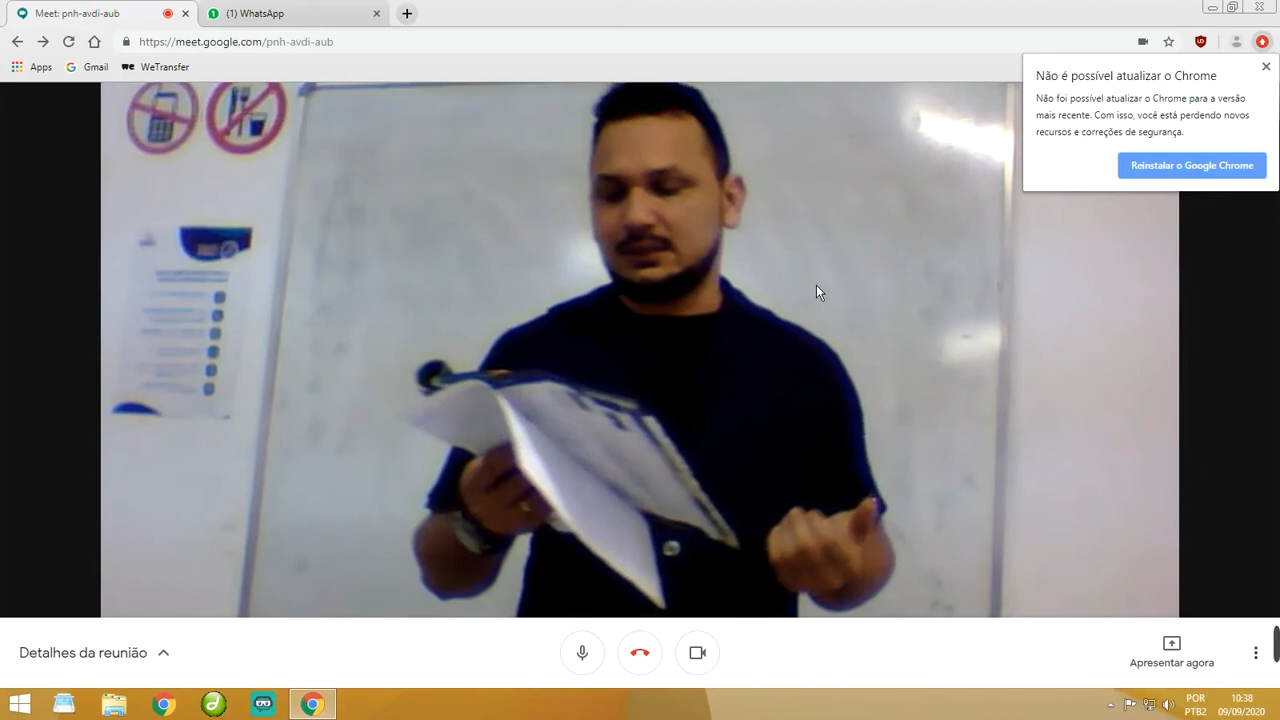 Meet: pnh-avdi-aub
(1) WhatsApp
https://meet.google.com/pnh-avdi-aub
Apps
Gmail
WeTransfer
Não é possível atualizar o Chrome
Não foi possível atualizar o Chrome para a versão
mais recente. Com isso, você está perdendo novos
recursos e correções de segurança.
Reinstalar o Google Chrome
Detalhes da reunião
Apresentar agora
POR
PTB2
10:38
09/09/2020